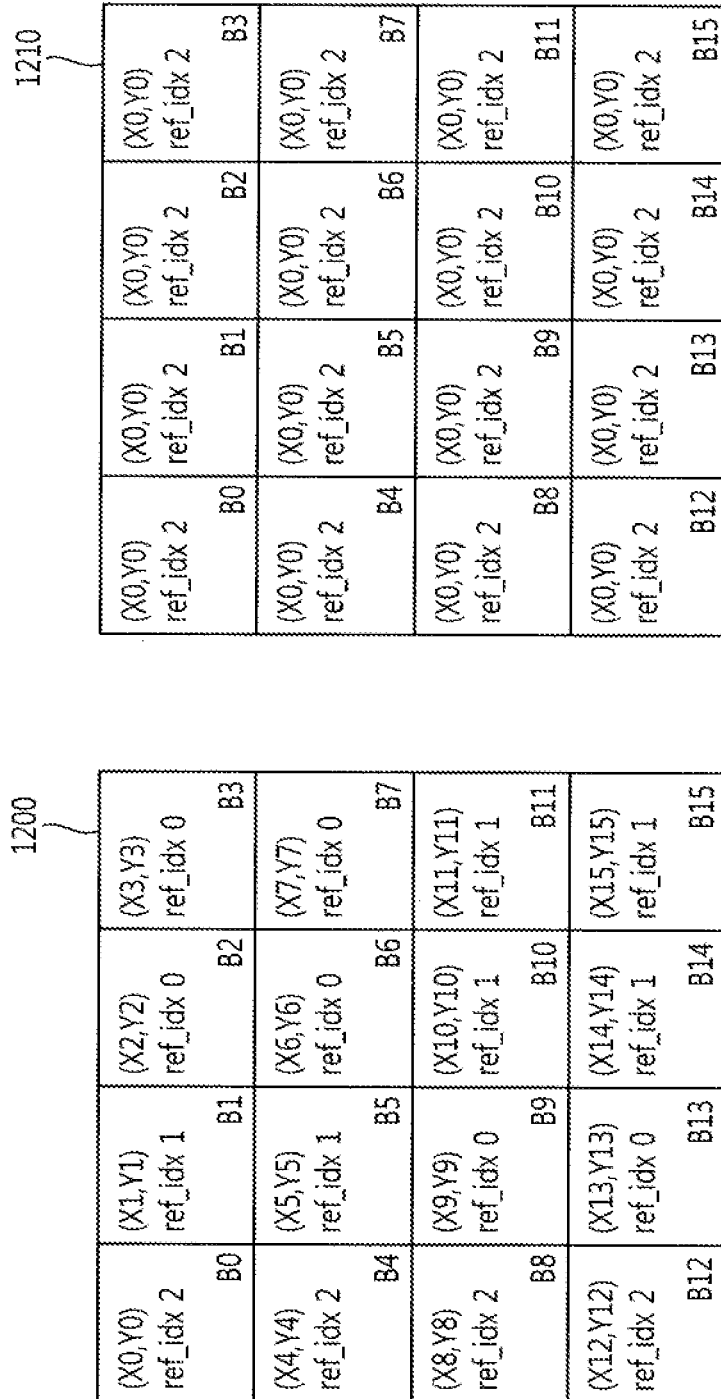 1200
(X0,Y0)
ref_idx 2
B0
(X1,Y1)
ref_idx 1
B1
(X2,Y2)
ref_idx 0
B2
(X3,Y3)
ref_idx 0
B3
(X4,Y4)
ref_idx 2
B4
(X5,Y5)
ref_idx 1
B5
(X6,Y6)
ref_idx 0
B6
(X7,Y7)
ref_idx 0
B7
(X8,Y8)
ref_idx 2
B8
(X9,Y9)
ref_idx 0
B9
(X10,Y10)
ref_idx 1
B10
(X11,Y11)
ref_idx 1
B11
(X12,Y12)
ref_idx 2
B12
(X13,Y13)
ref_idx 0
B13
(X14,Y14)
ref_idx 1
B14
(X15,Y15)
ref_idx 1
B15
1210
(X0,Y0)
ref_idx 2
B0
(X0,Y0)
ref_idx 2
B1
(X0,Y0)
ref_idx 2
B2
(X0,Y0)
ref_idx 2
B3
(X0,Y0)
ref_idx 2
B4
(X0,Y0)
ref_idx 2
B5
(X0,Y0)
ref_idx 2
B6
(X0,Y0)
ref_idx 2
B7
(X0,Y0)
ref_idx 2
B8
(X0,Y0)
ref_idx 2
B9
(X0,Y0)
ref_idx 2
B10
(X0,Y0)
ref_idx 2
B11
(X0,Y0)
ref_idx 2
B12
(X0,Y0)
ref_idx 2
B13
(X0,Y0)
ref_idx 2
B14
(X0,Y0)
ref_idx 2
B15